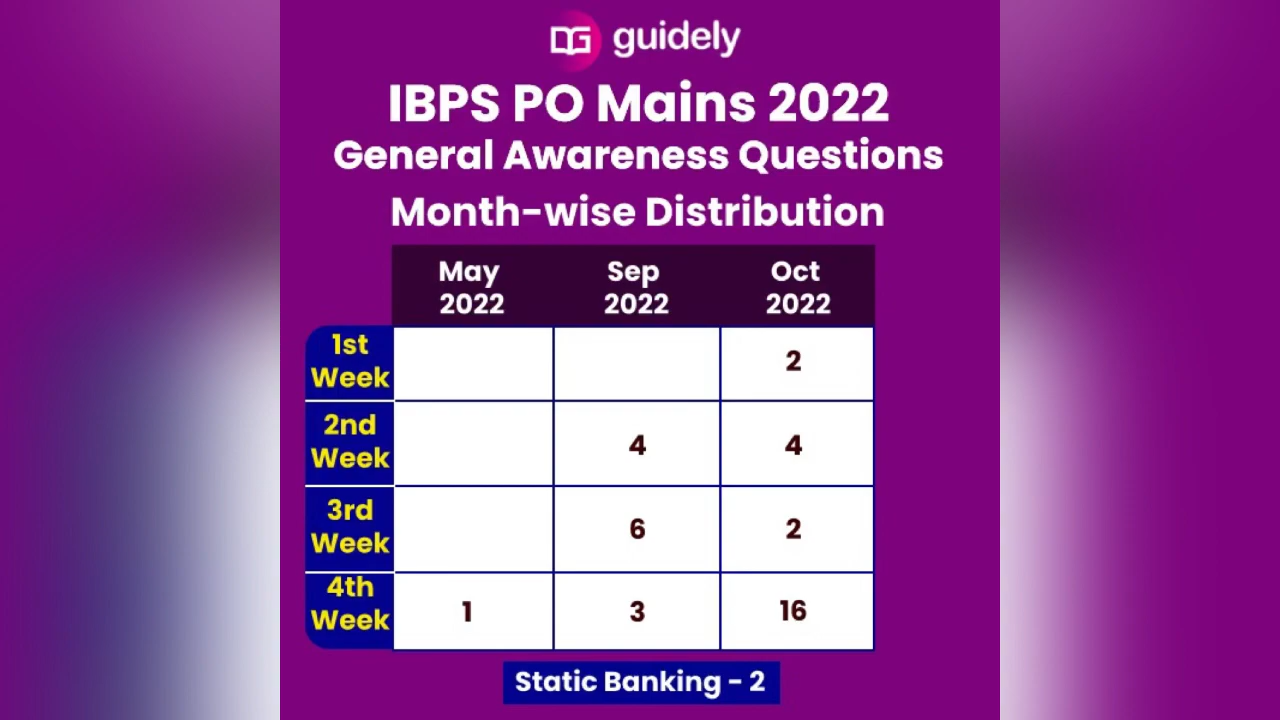 guidely
IBPS PO Mains 2022
General Awareness Questions
Month-wise Distribution
May Sep Oct
2022 2022 2022
1st
Week 2
2nd
Week 4 4
3rd
Week 6 2
4th
Week 1 3 16
Static Banking - 2